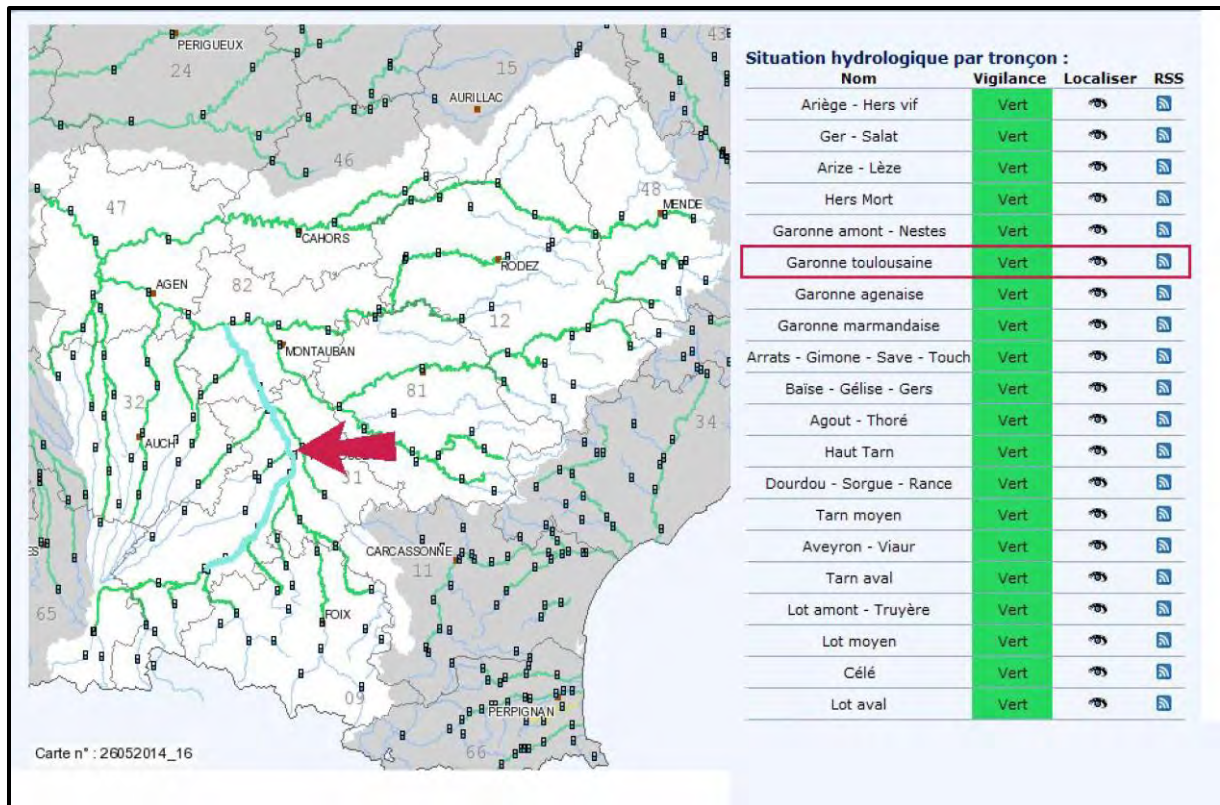 PERIGUEUX
24
15
43
AURILLAC
46
48
47
MENDE
CAHORS
RODEZ
AGEN
82
12
MONTAUBAN
81
32
34
AUCH
31
CARCASSONNE
11
65
FOIX
09
PERPIGNAN
66
Carte n° : 26052014_16
Situation hydrologique par tronçon :
Nom Vigilance Localiser RSS
Ariège - Hers vif Vert
Ger - Salat Vert
Arize - Lèze Vert
Hers Mort Vert
Garonne amont - Nestes Vert
Garonne toulousaine Vert
Garonne agenaise Vert
Garonne marmandaise Vert
Arrats - Gimone - Save - Touch Vert
Baïse - Gélise - Gers Vert
Agout - Thoré Vert
Haut Tarn Vert
Dourdou - Sorgue - Rance Vert
Tarn moyen Vert
Aveyron - Viaur Vert
Tarn aval Vert
Lot amont - Truyère Vert
Lot moyen Vert
Célé Vert
Lot aval Vert